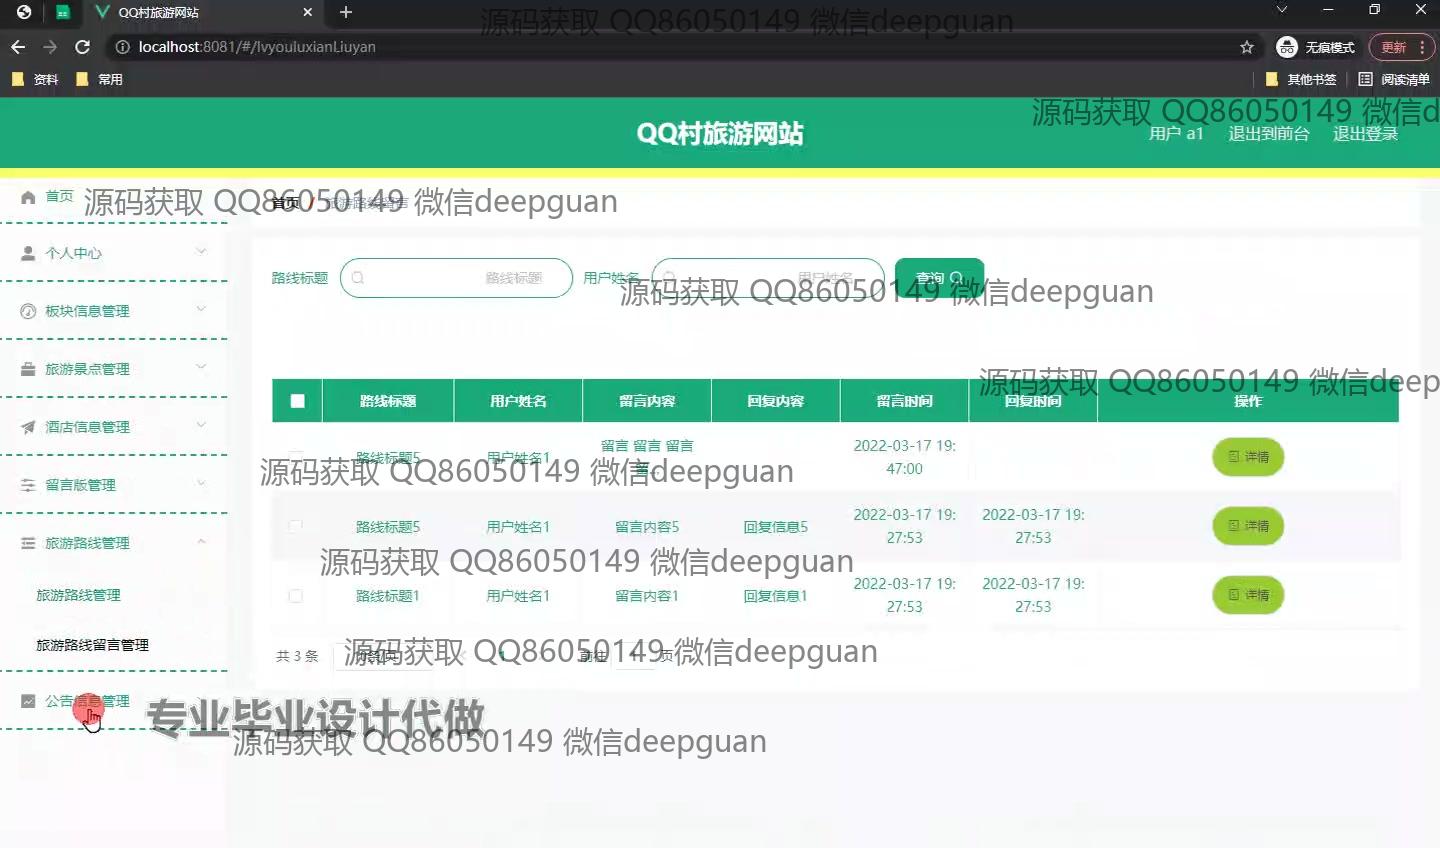 QQ村旅游网站
源码获取 QQ86050149 微信deepguan
localhost:8081/#/lvyouluxianLiuyan
无痕模式
更新
资料
常用
其他书签
阅读清单
源码获取 QQ86050149 微信d
QQ村旅游网站
用户 a1
退出到前台
退出登录
首页
源码获取 QQ86050149 微信deepguan
首页 / 旅游路线留言
个人中心
路线标题
路线标题
用户姓名
用户姓名
查询
源码获取 QQ86050149 微信deepguan
板块信息管理
旅游景点管理
源码获取 QQ86050149 微信deep
路线标题 用户姓名 留言内容 回复内容 留言时间 回复时间 操作
酒店信息管理
路线标题5 用户姓名1 留言 留言 留言 2022-03-17 19:47:00 详情
源码获取 QQ86050149 微信deepguan
留言版管理
路线标题5 用户姓名1 留言内容5 回复信息5 2022-03-17 19:27:53 2022-03-17 19:27:53 详情
旅游路线管理
源码获取 QQ86050149 微信deepguan
旅游路线管理
路线标题1 用户姓名1 留言内容1 回复信息1 2022-03-17 19:27:53 2022-03-17 19:27:53 详情
旅游路线留言管理
共 3 条
前往
页
源码获取 QQ86050149 微信deepguan
公告信息管理
专业毕业设计代做
源码获取 QQ86050149 微信deepguan